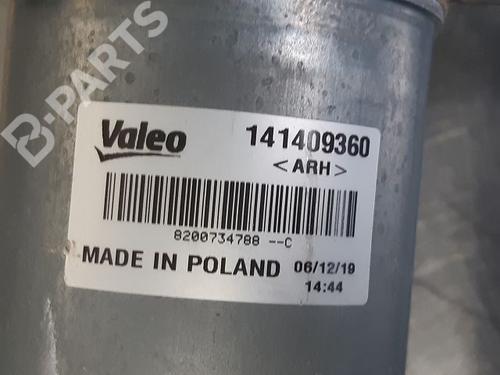 B-PARTS
Valeo 141409360
<ARH>
8200734788 --C
MADE IN POLAND 06/12/19
14:44